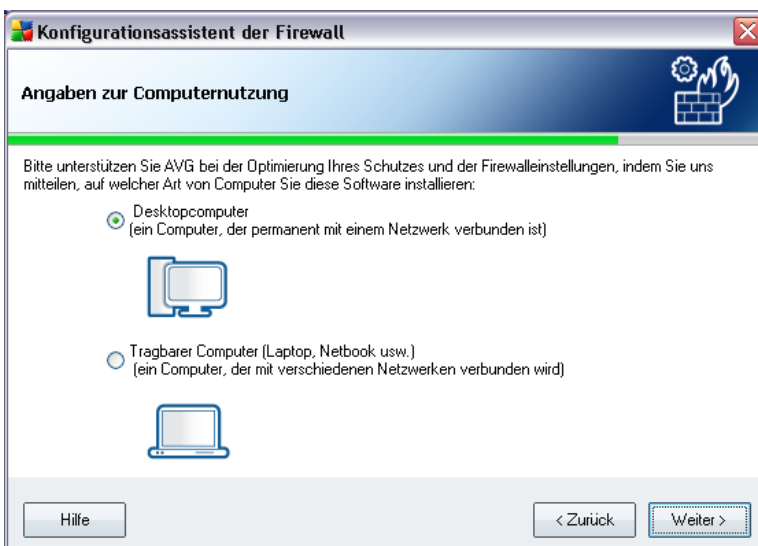 Konfigurationsassistent der Firewall
Angaben zur Computernutzung
Bitte unterstützen Sie AVG bei der Optimierung Ihres Schutzes und der Firewalleinstellungen, indem Sie uns
mitteilen, auf welcher Art von Computer Sie diese Software installieren:
Desktopcomputer
(ein Computer, der permanent mit einem Netzwerk verbunden ist)
Tragbarer Computer (Laptop, Netbook usw.)
(ein Computer, der mit verschiedenen Netzwerken verbunden wird)
Hilfe
< Zurück
Weiter >